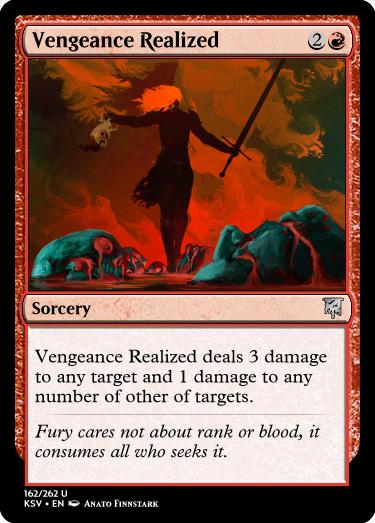 Vengeance Realized 2
Sorcery
Vengeance Realized deals 3 damage
to any target and 1 damage to any
number of other of targets.
Fury cares not about rank or blood, it
consumes all who seeks it.
162/262 U
KSV • EN Anato Finnstark